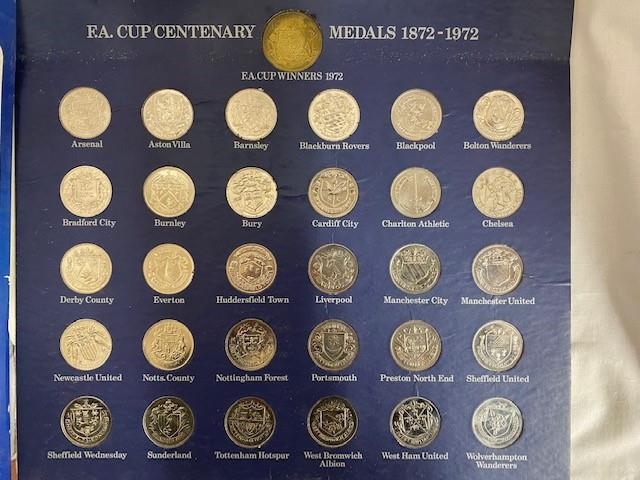 F.A. CUP CENTENARY MEDALS 1872-1972
F.A. CUP WINNERS 1972
Arsenal Aston Villa Barnsley Blackburn Rovers Blackpool Bolton Wanderers
Bradford City Burnley Bury Cardiff City Charlton Athletic Chelsea
Derby County Everton Huddersfield Town Liverpool Manchester City Manchester United
Newcastle United Notts. County Nottingham Forest Portsmouth Preston North End Sheffield United
Sheffield Wednesday Sunderland Tottenham Hotspur West Bromwich West Ham United Wolverhampton
Albion Wanderers